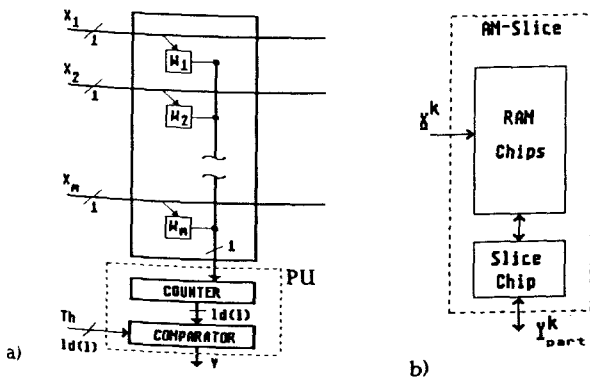 X1
1
W1
X2
1
W2
Xm
1
Wm
1
PU
COUNTER
ld(l)
Th
ld(l)
COMPARATOR
Y
a)
AM-Slice
X^k
RAM
Chips
Slice
Chip
Y^k part
b)